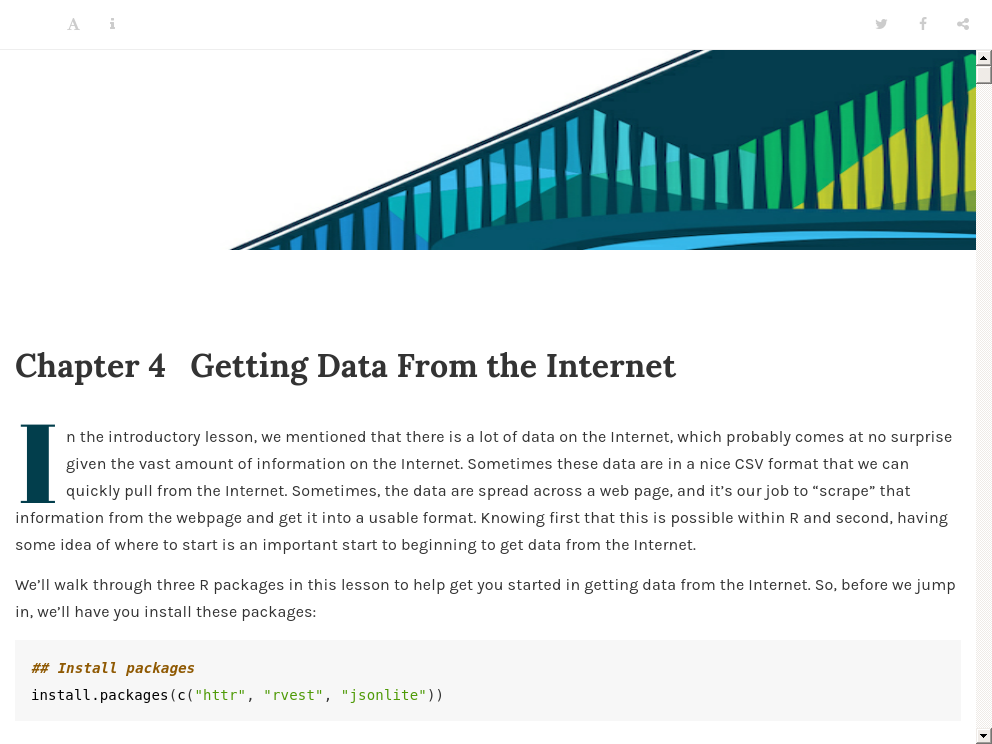 Chapter 4 Getting Data From the Internet
In the introductory lesson, we mentioned that there is a lot of data on the Internet, which probably comes at no surprise
given the vast amount of information on the Internet. Sometimes these data are in a nice CSV format that we can
quickly pull from the Internet. Sometimes, the data are spread across a web page, and it’s our job to “scrape” that
information from the webpage and get it into a usable format. Knowing first that this is possible within R and second, having
some idea of where to start is an important start to beginning to get data from the Internet.
We’ll walk through three R packages in this lesson to help get you started in getting data from the Internet. So, before we jump
in, we’ll have you install these packages:
## Install packages
install.packages(c("httr", "rvest", "jsonlite"))